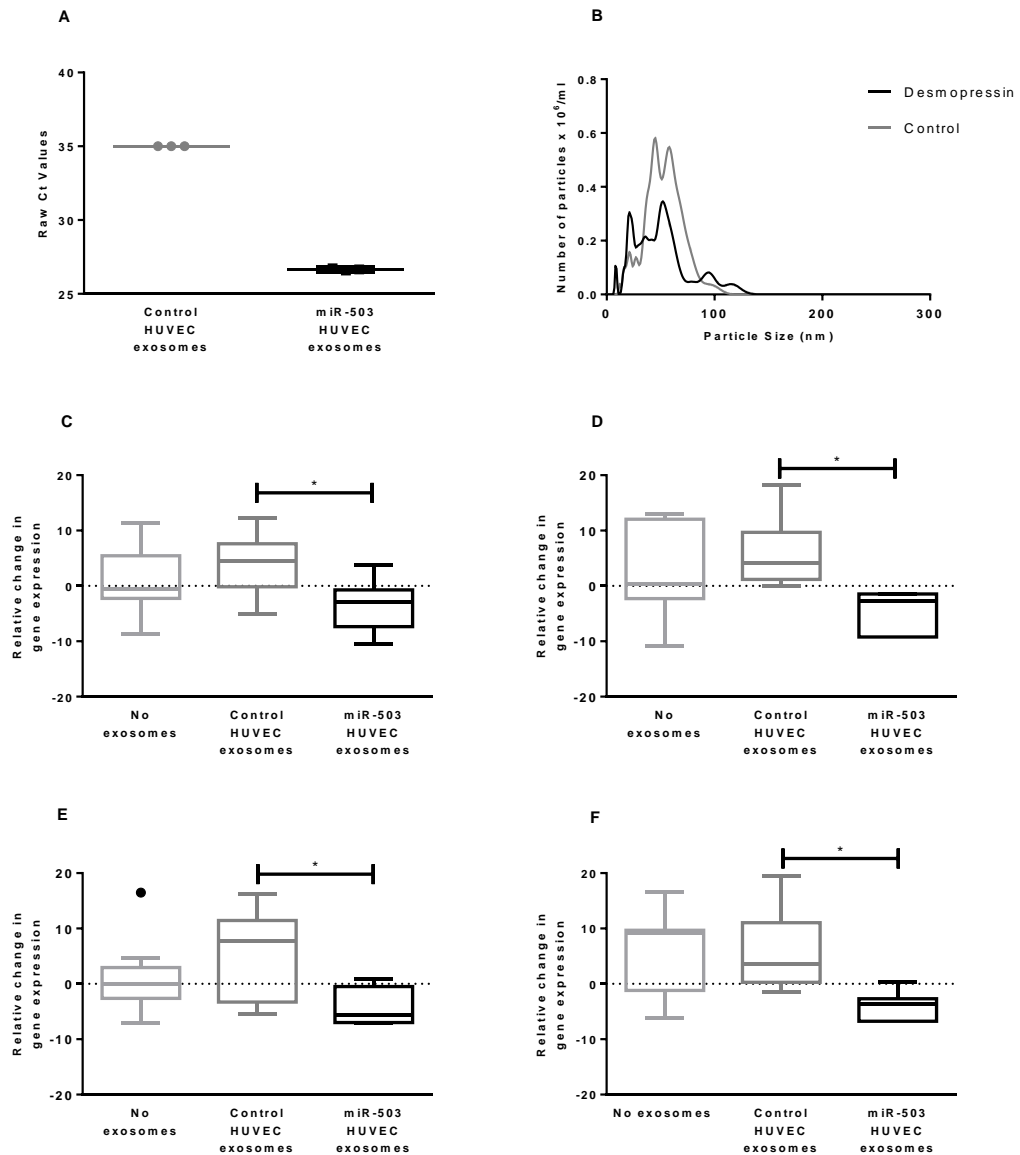 A
40
35
30
25
Raw Ct Values
Control
HUVEC
exosomes
miR-503
HUVEC
exosomes
B
0.8
0.6
0.4
0.2
0.0
Number of particles x 10⁶/ml
0
100
200
300
Particle Size (nm)
Desmopressin
Control
C
20
10
0
-10
-20
Relative change in
gene expression
*
No
exosomes
Control
HUVEC
exosomes
miR-503
HUVEC
exosomes
D
20
10
0
-10
-20
Relative change in
gene expression
*
No
exosomes
Control
HUVEC
exosomes
miR-503
HUVEC
exosomes
E
20
10
0
-10
-20
Relative change in
gene expression
*
No
exosomes
Control
HUVEC
exosomes
miR-503
HUVEC
exosomes
F
20
10
0
-10
-20
Relative change in
gene expression
*
No exosomes
Control
HUVEC
exosomes
miR-503
HUVEC
exosomes